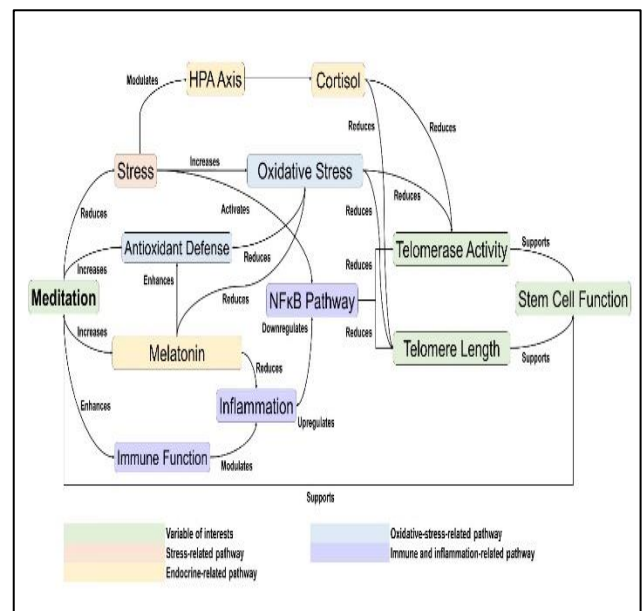 HPA Axis
Cortisol
Modulates
Reduces
Reduces
Stress
Increases
Oxidative Stress
Reduces
Reduces
Activates
Reduces
Antioxidant Defense
Reduces
Telomerase Activity
Supports
Increases
Enhances
Reduces
Reduces
Meditation
NFκB Pathway
Stem Cell Function
Increases
Downregulates
Reduces
Melatonin
Telomere Length
Supports
Reduces
Enhances
Inflammation
Upregulates
Immune Function
Modulates
Supports
Variable of interests
Oxidative-stress-related pathway
Stress-related pathway
Immune and inflammation-related pathway
Endocrine-related pathway